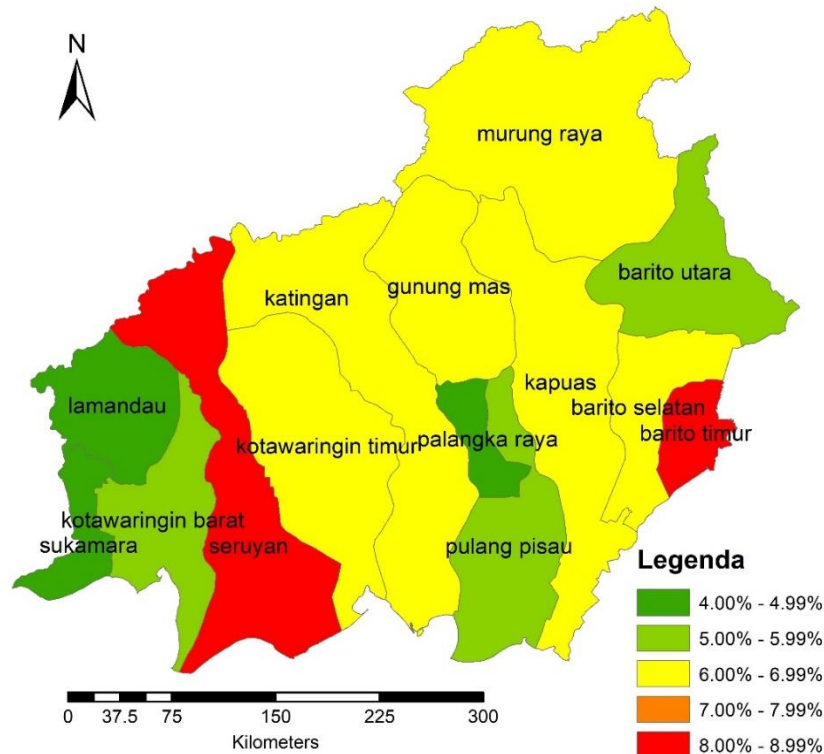 N
murung raya
barito utara
gunung mas
katingan
kapuas
lamandau
barito selatan
barito timur
kotawaringin timur
palangka raya
kotawaringin barat
sukamara
seruyan
pulang pisau
Legenda
4.00% - 4.99%
5.00% - 5.99%
6.00% - 6.99%
7.00% - 7.99%
8.00% - 8.99%
0 37.5 75 150 225 300
Kilometers